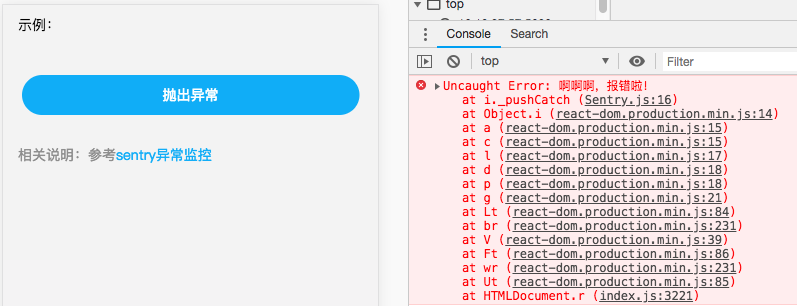 示例：
抛出异常
相关说明：参考sentry异常监控
top
Console Search
top Filter
Uncaught Error: 啊啊啊，报错啦！
at i._pushCatch (Sentry.js:16)
at Object.i (react-dom.production.min.js:14)
at a (react-dom.production.min.js:15)
at c (react-dom.production.min.js:15)
at l (react-dom.production.min.js:17)
at d (react-dom.production.min.js:18)
at p (react-dom.production.min.js:18)
at g (react-dom.production.min.js:21)
at Lt (react-dom.production.min.js:84)
at br (react-dom.production.min.js:231)
at V (react-dom.production.min.js:39)
at Ft (react-dom.production.min.js:86)
at wr (react-dom.production.min.js:231)
at Ut (react-dom.production.min.js:85)
at HTMLDocument.r (index.js:3221)